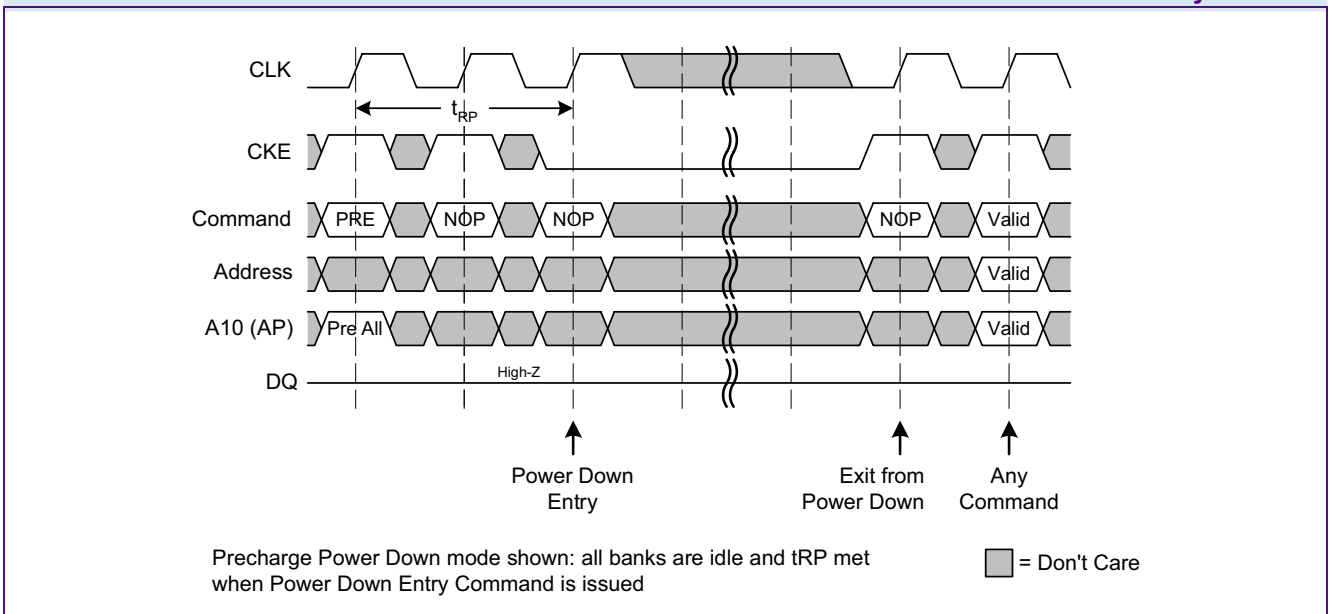 CLK
t_RP
CKE
Command PRE NOP NOP NOP Valid
Address Valid
A10 (AP) Pre All Valid
High-Z
DQ
Power Down
Entry
Exit from
Power Down
Any
Command
Precharge Power Down mode shown: all banks are idle and tRP met
when Power Down Entry Command is issued
= Don't Care